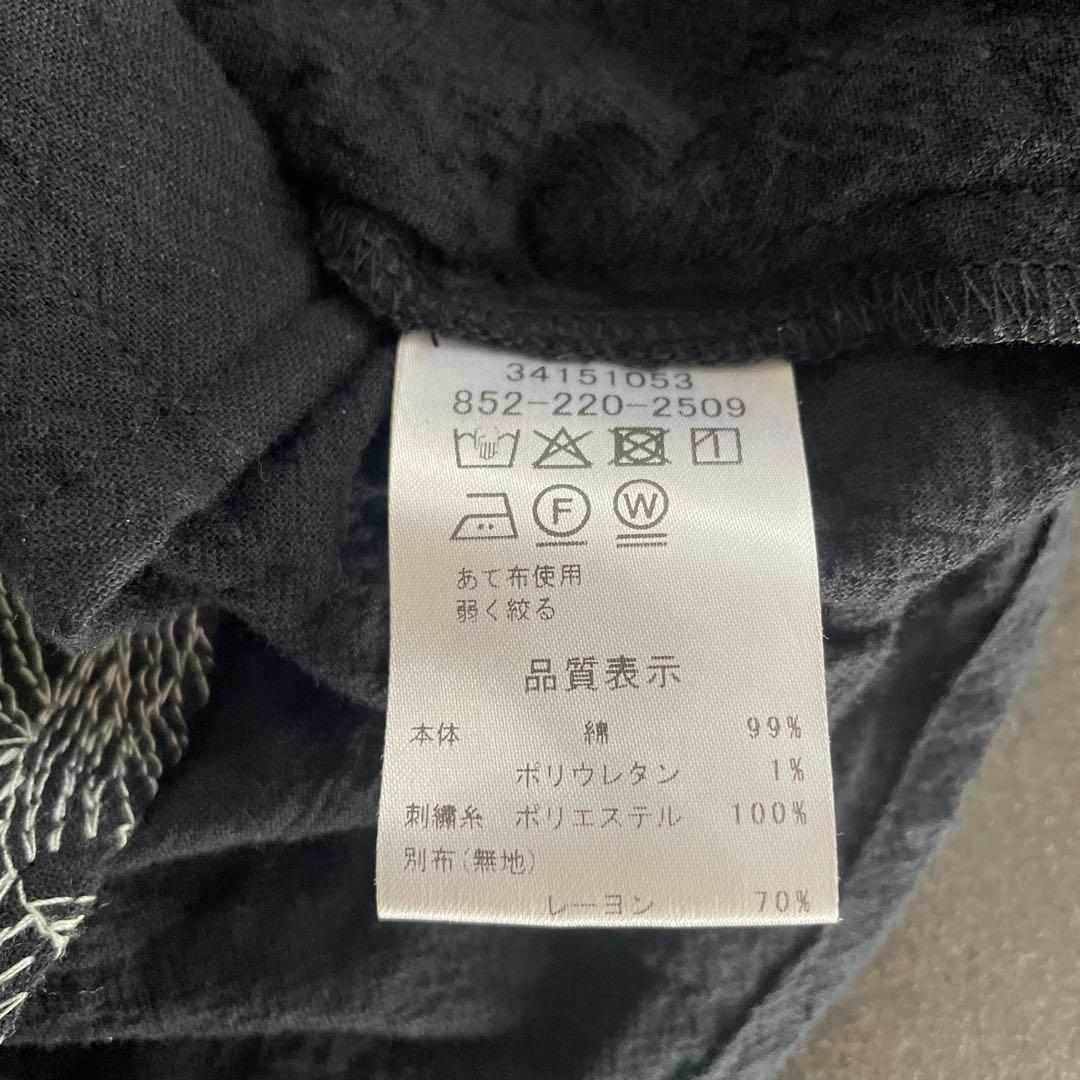 34151053
852-220-2509
F W
あて布使用
弱く絞る
品質表示
本体 綿 99%
ポリウレタン 1%
刺繍糸 ポリエステル 100%
別布(無地)
レーヨン 70%